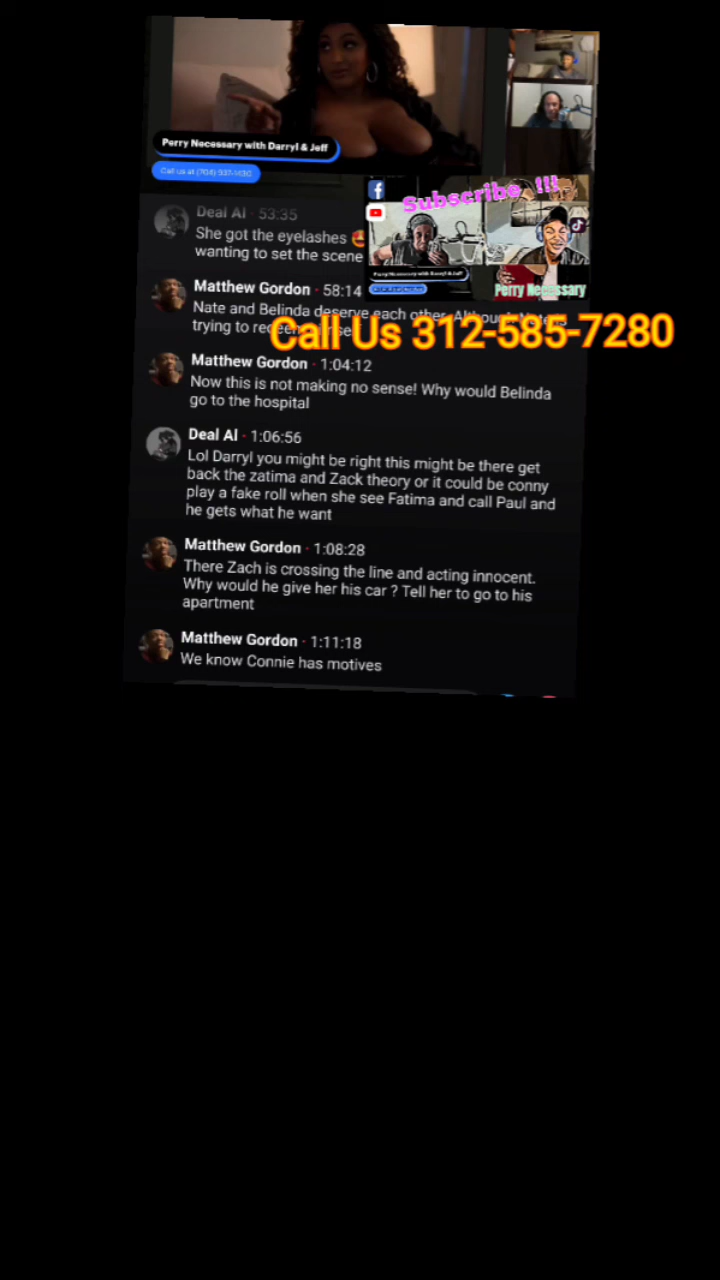 Perry Necessary with Darryl & Jeff
Call us at (704)
Subscribe !!!
Perry Necessary with Darryl & Jeff
Perry Necessary
Deal Al · 53:35
She got the eyelashes 🤩
wanting to set the scene
Matthew Gordon · 58:14
Nate and Belinda deserve each other. Although
trying to
Call Us 312-585-7280
Matthew Gordon · 1:04:12
Now this is not making no sense! Why would Belinda
go to the hospital
Deal Al · 1:06:56
Lol Darryl you might be right this might be there get
back the zatima and Zack theory or it could be conny
play a fake roll when she see Fatima and call Paul and
he gets what he want
Matthew Gordon · 1:08:28
There Zach is crossing the line and acting innocent.
Why would he give her his car ? Tell her to go to his
apartment
Matthew Gordon · 1:11:18
We know Connie has motives